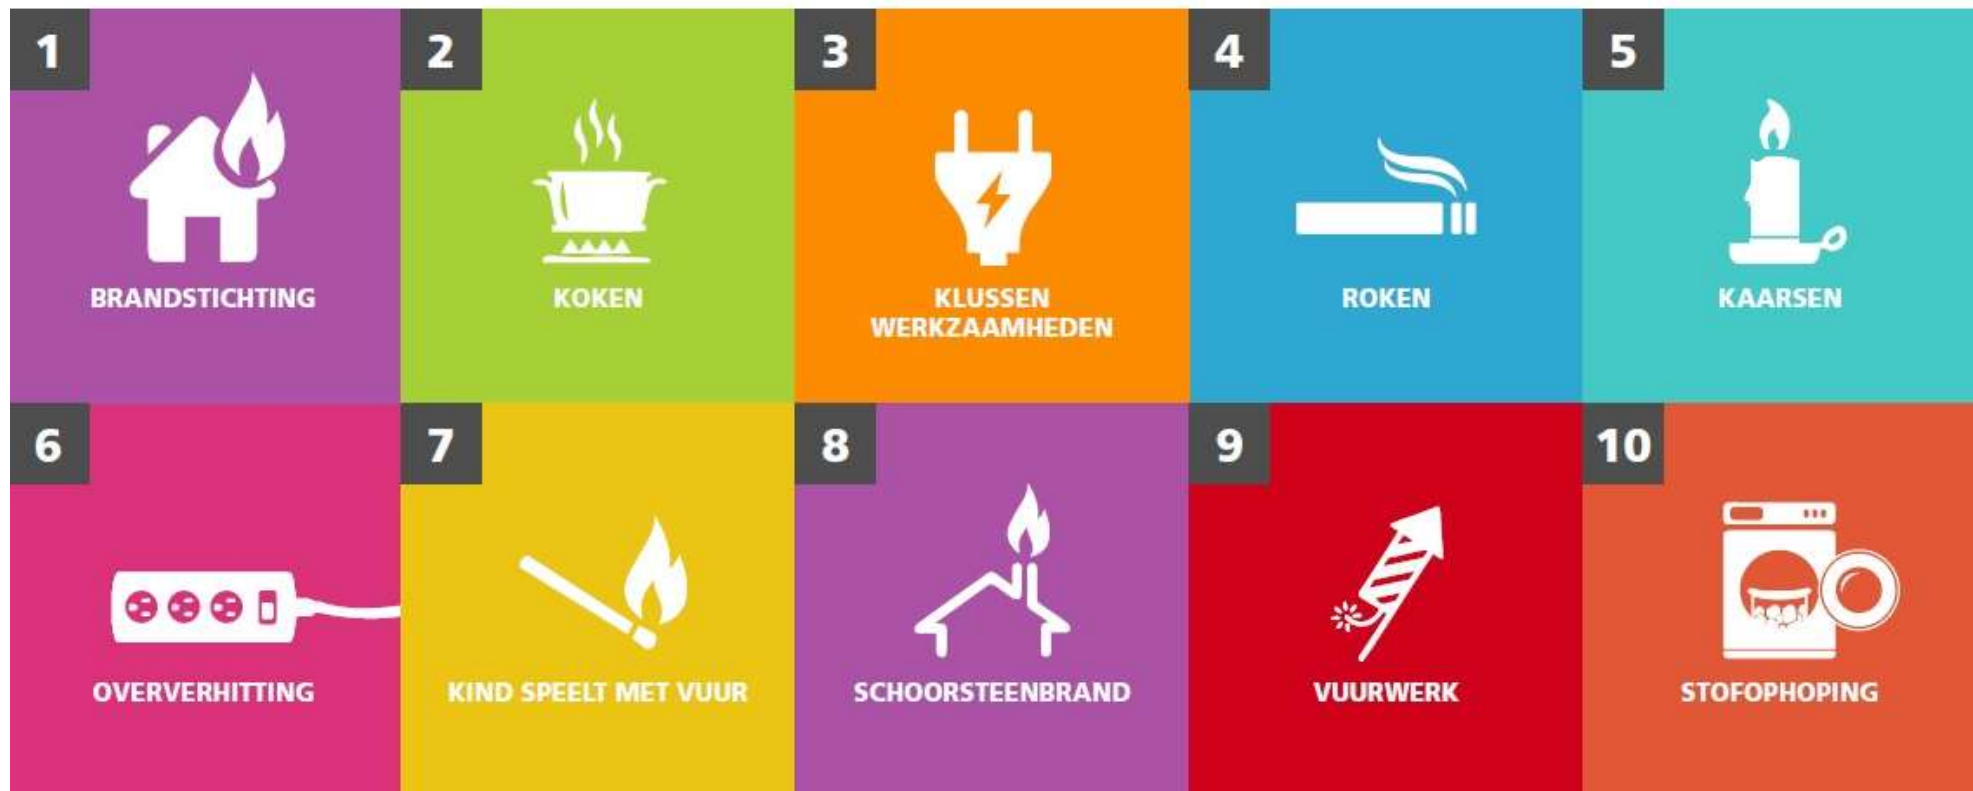 1
BRANDSTICHTING
2
KOKEN
3
KLUSSEN
WERKZAAMHEDEN
4
ROKEN
5
KAARSEN
6
OVERVERHITTING
7
KIND SPEELT MET VUUR
8
SCHOORSTEENBRAND
9
VUURWERK
10
STOFOPHOPING